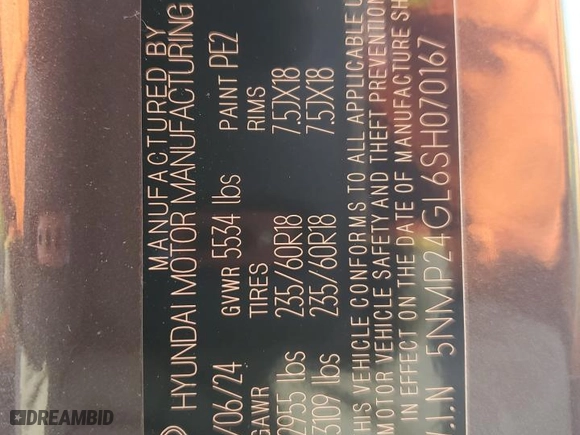 MANUFACTURED BY
HYUNDAI MOTOR MANUFACTURING
/06/24 GVWR 5534 lbs PAINT PE2
GAWR TIRES RIMS
2955 lbs 235/60R18 7.5JX18
3109 lbs 235/60R18 7.5JX18
THIS VEHICLE CONFORMS TO ALL APPLICABLE
MOTOR VEHICLE SAFETY AND THEFT PREVENTION
IN EFFECT ON THE DATE OF MANUFACTURE SH
V.I.N 5NMP24GL6SH070167
DREAMBID